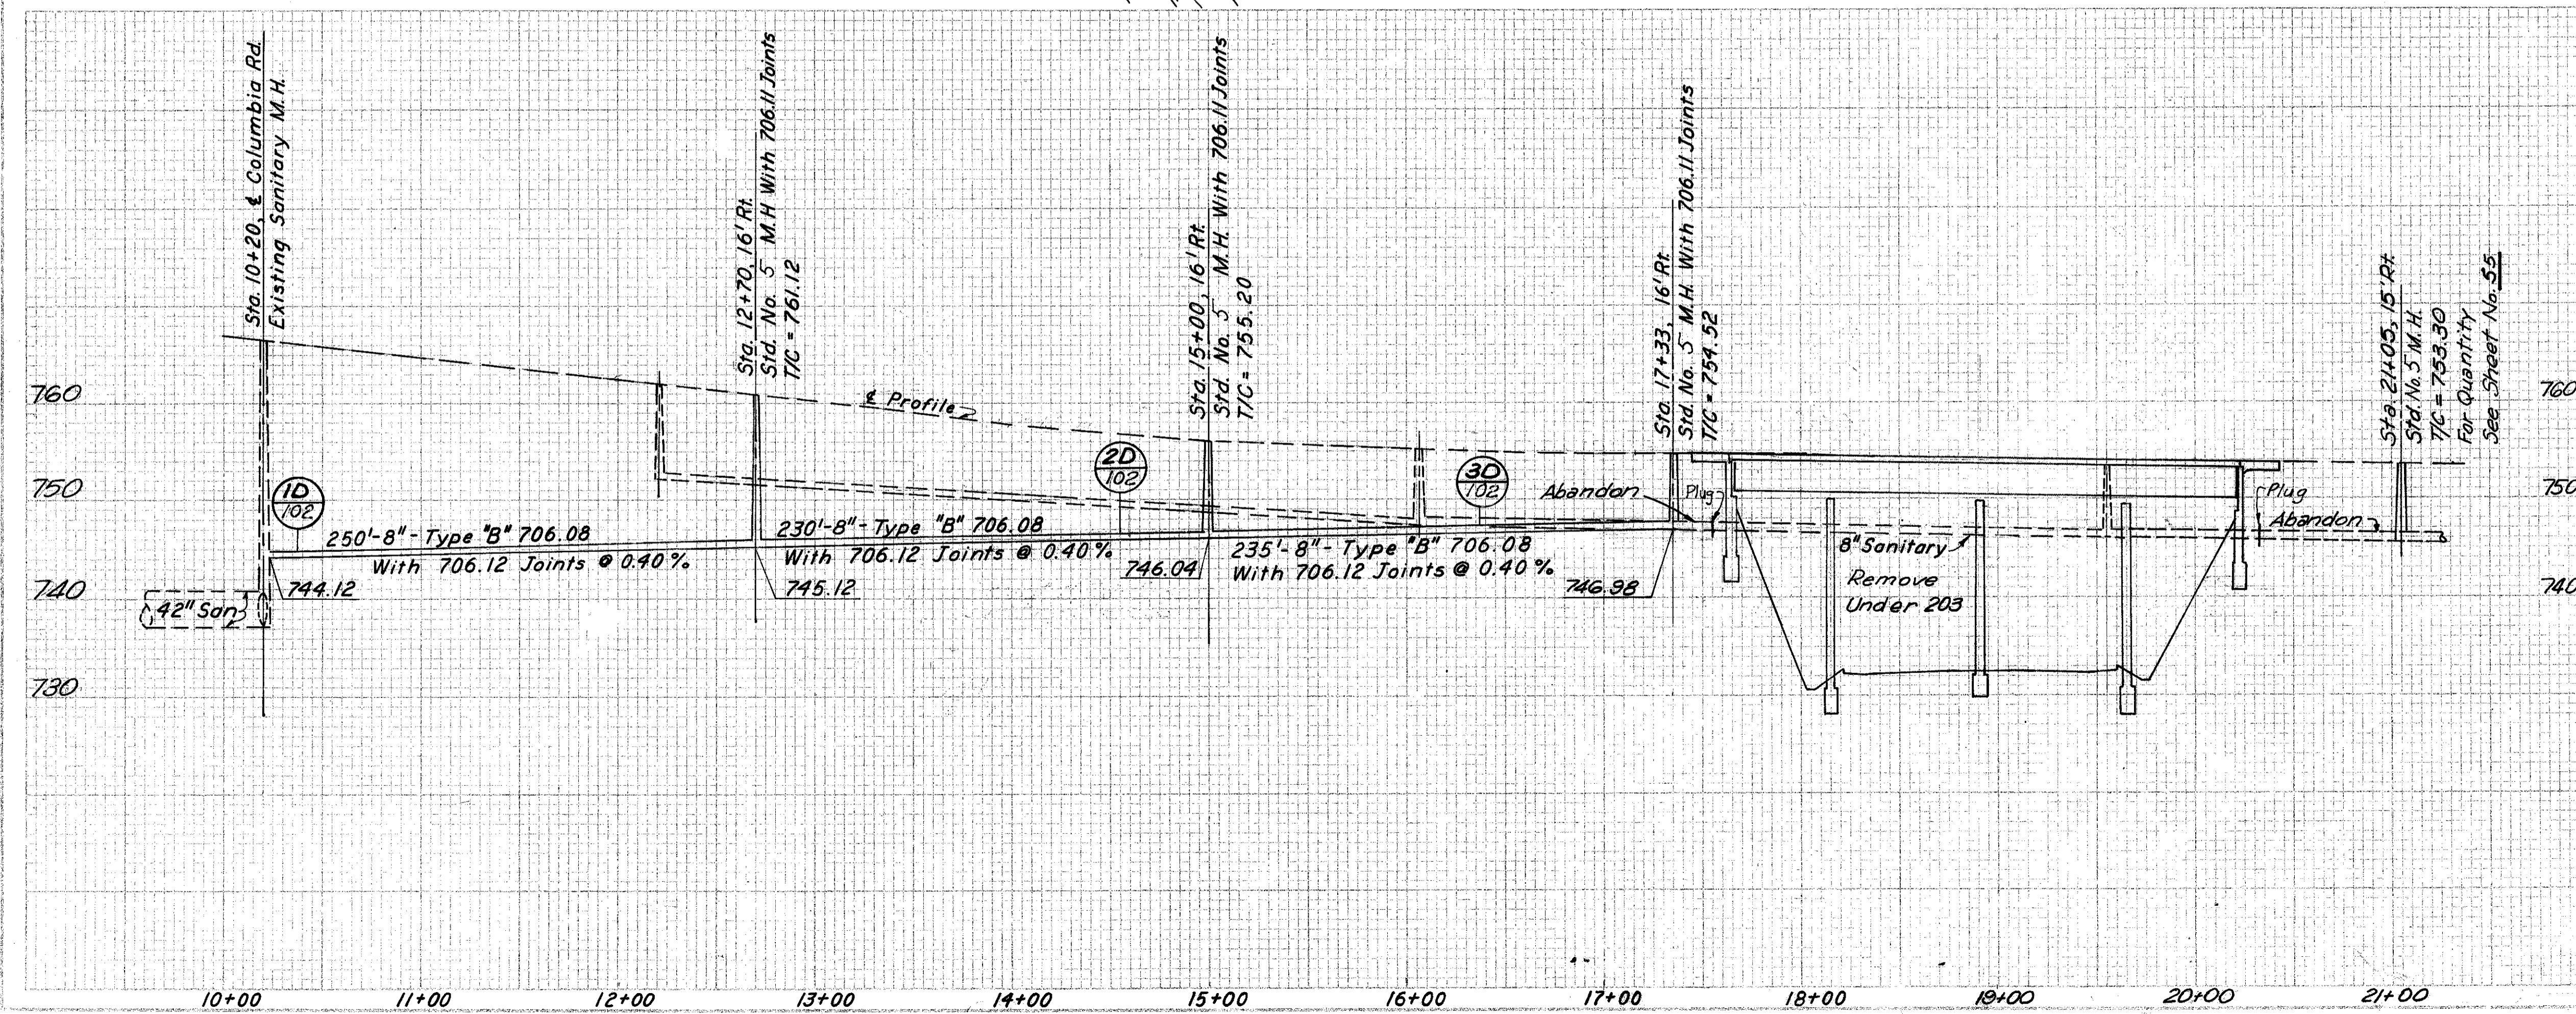 Sta. 10+20, ℄ Columbia Rd.
Existing Sanitary M.H.
Sta. 12+70, 16' Rt.
Std. No. 5 M.H. With 706.11 Joints
T/C = 761.12
Sta. 15+00, 16' Rt.
Std. No. 5 M.H. With 706.11 Joints
T/C = 755.20
Sta. 17+33, 16' Rt.
Std. No. 5 M.H. With 706.11 Joints
T/C = 754.52
Sta. 21+05, 15' Rt.
Std. No. 5 M.H.
T/C = 753.30
For Quantity
See Sheet No. 55
760
760
℄ Profile
750
750
1D
102
2D
102
3D
102
Abandon
Plug
Plug
Abandon
250'-8"-Type "B" 706.08
With 706.12 Joints @ 0.40%
230'-8"-Type "B" 706.08
With 706.12 Joints @ 0.40%
235'-8"-Type "B" 706.08
With 706.12 Joints @ 0.40%
8" Sanitary
Remove
Under 203
740
740
744.12
745.12
746.04
746.98
42" San
730
10+00 11+00 12+00 13+00 14+00 15+00 16+00 17+00 18+00 19+00 20+00 21+00